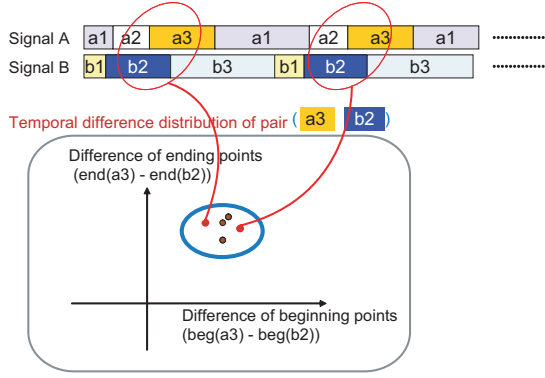 Signal A a1 a2 a3 a1 a2 a3 a1
Signal B b1 b2 b3 b1 b2 b3
Temporal difference distribution of pair ( a3 b2 )
Difference of ending points
(end(a3) - end(b2))
Difference of beginning points
(beg(a3) - beg(b2))